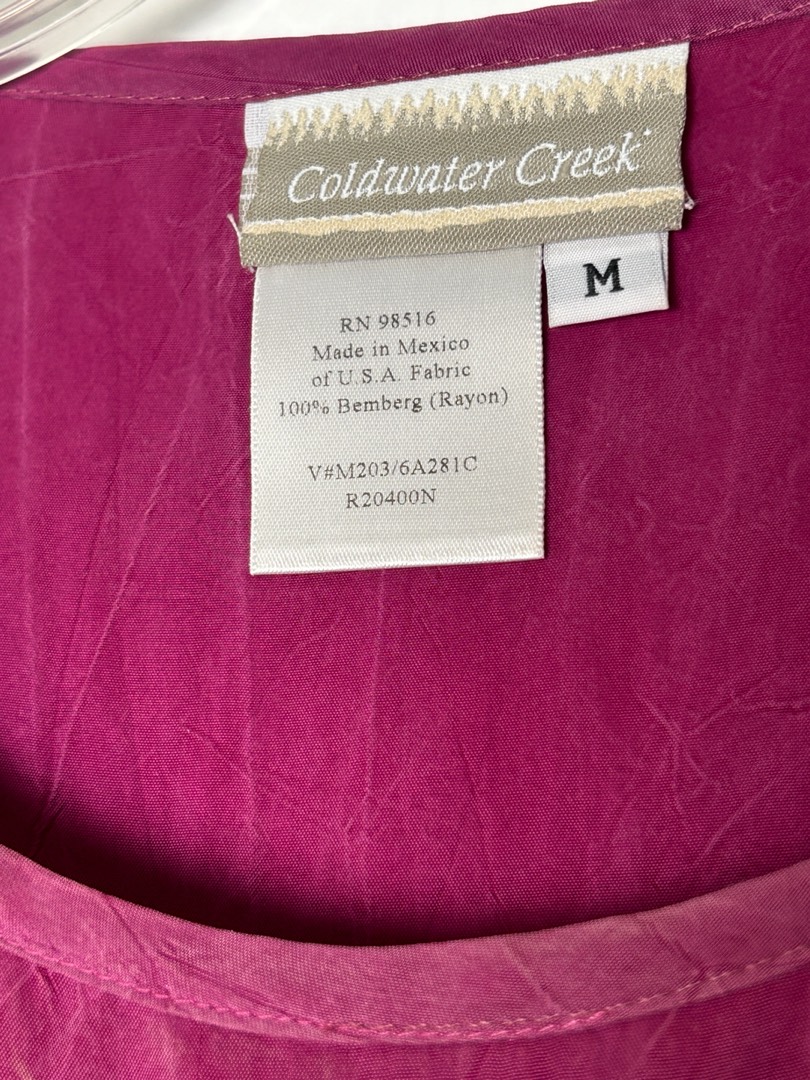 Coldwater Creek
M
RN 98516
Made in Mexico
of U.S.A. Fabric
100% Bemberg (Rayon)
V#M203/6A281C
R20400N